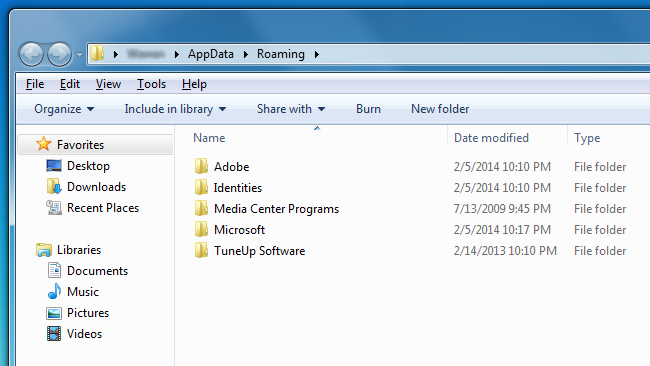 AppData Roaming
File Edit View Tools Help
Organize Include in library Share with Burn New folder
Favorites
Desktop
Downloads
Recent Places
Libraries
Documents
Music
Pictures
Videos
Name Date modified Type
Adobe 2/5/2014 10:10 PM File folder
Identities 2/5/2014 10:10 PM File folder
Media Center Programs 7/13/2009 9:45 PM File folder
Microsoft 2/5/2014 10:17 PM File folder
TuneUp Software 2/14/2013 10:10 PM File folder